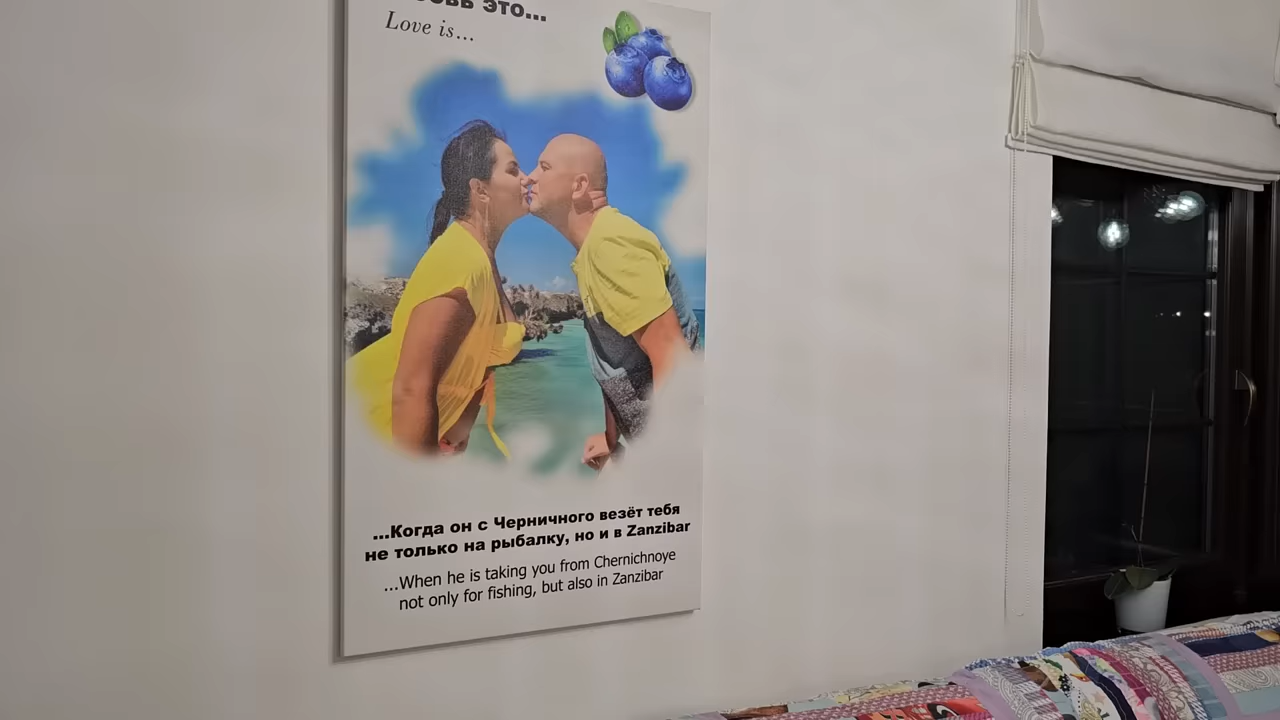 это...
Love is...
...Когда он с Черничного везёт тебя
не только на рыбалку, но и в Zanzibar
...When he is taking you from Chernichnoye
not only for fishing, but also in Zanzibar